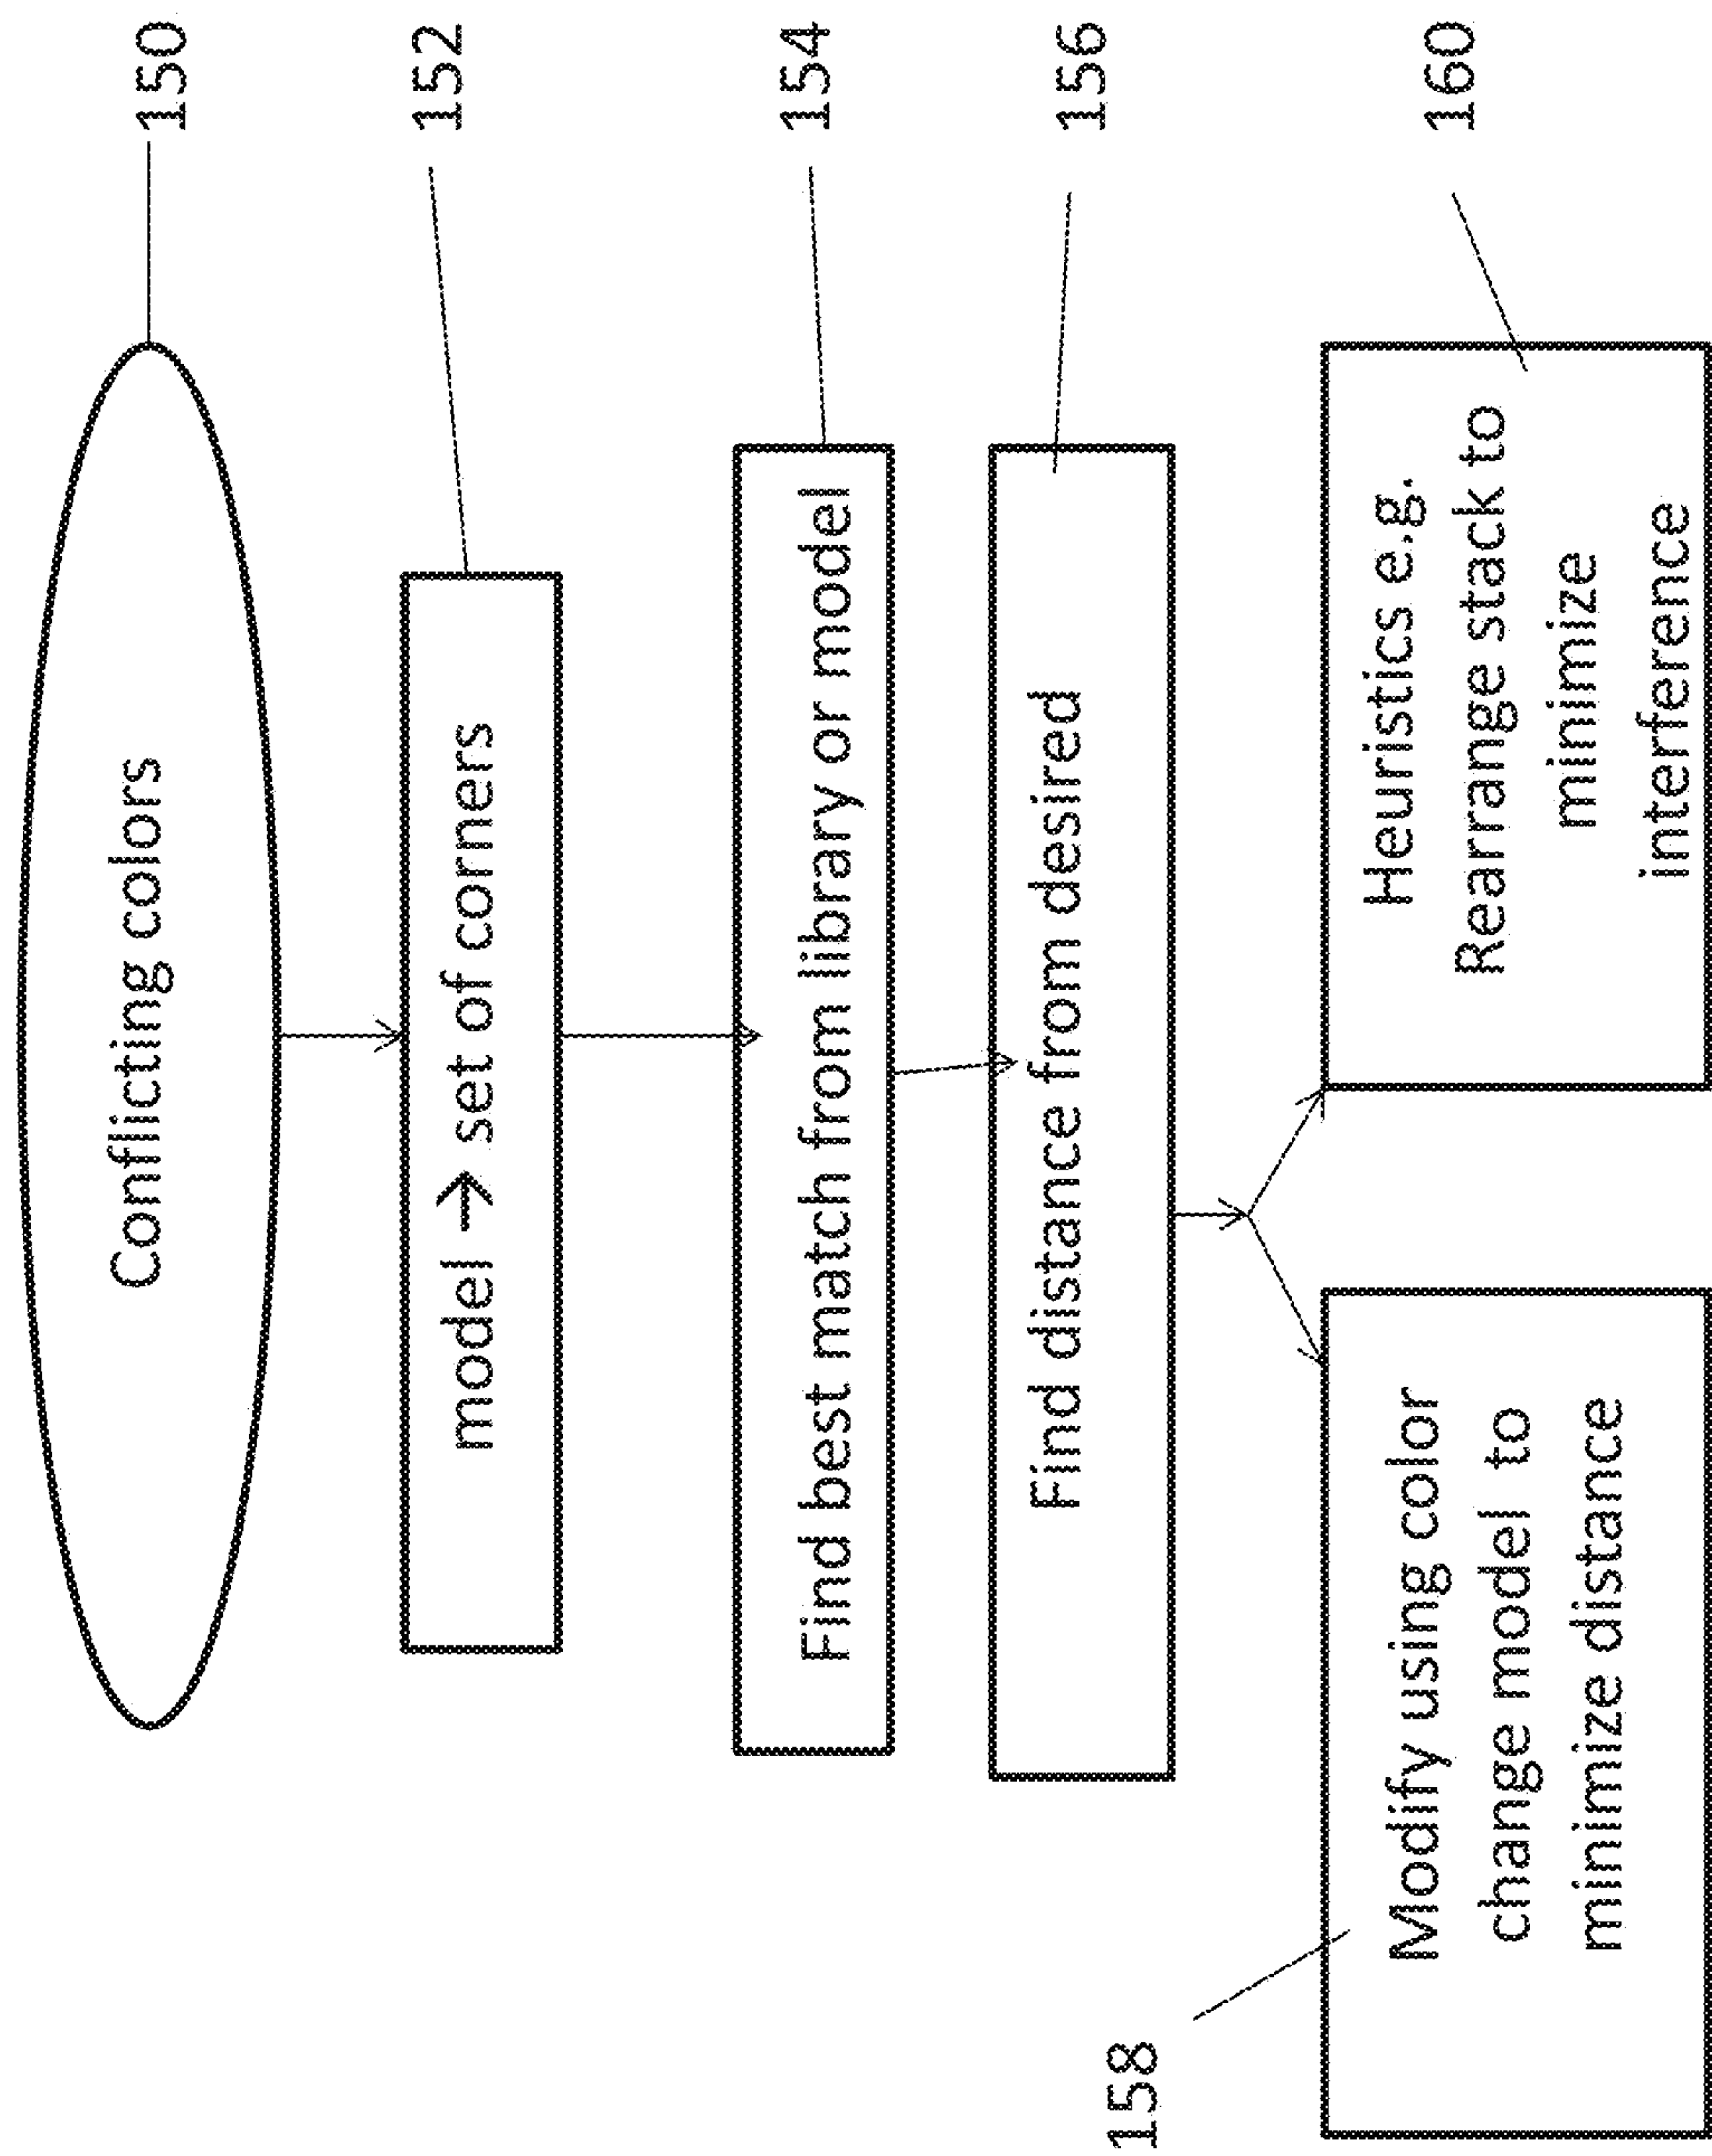 Conflicting colors
150
model → set of corners
152
Find best match from library or model
154
Find distance from desired
156
158
Modify using color
change model to
minimize distance
Heuristics e.g.
Rearrange stack to
minimize
interference
160